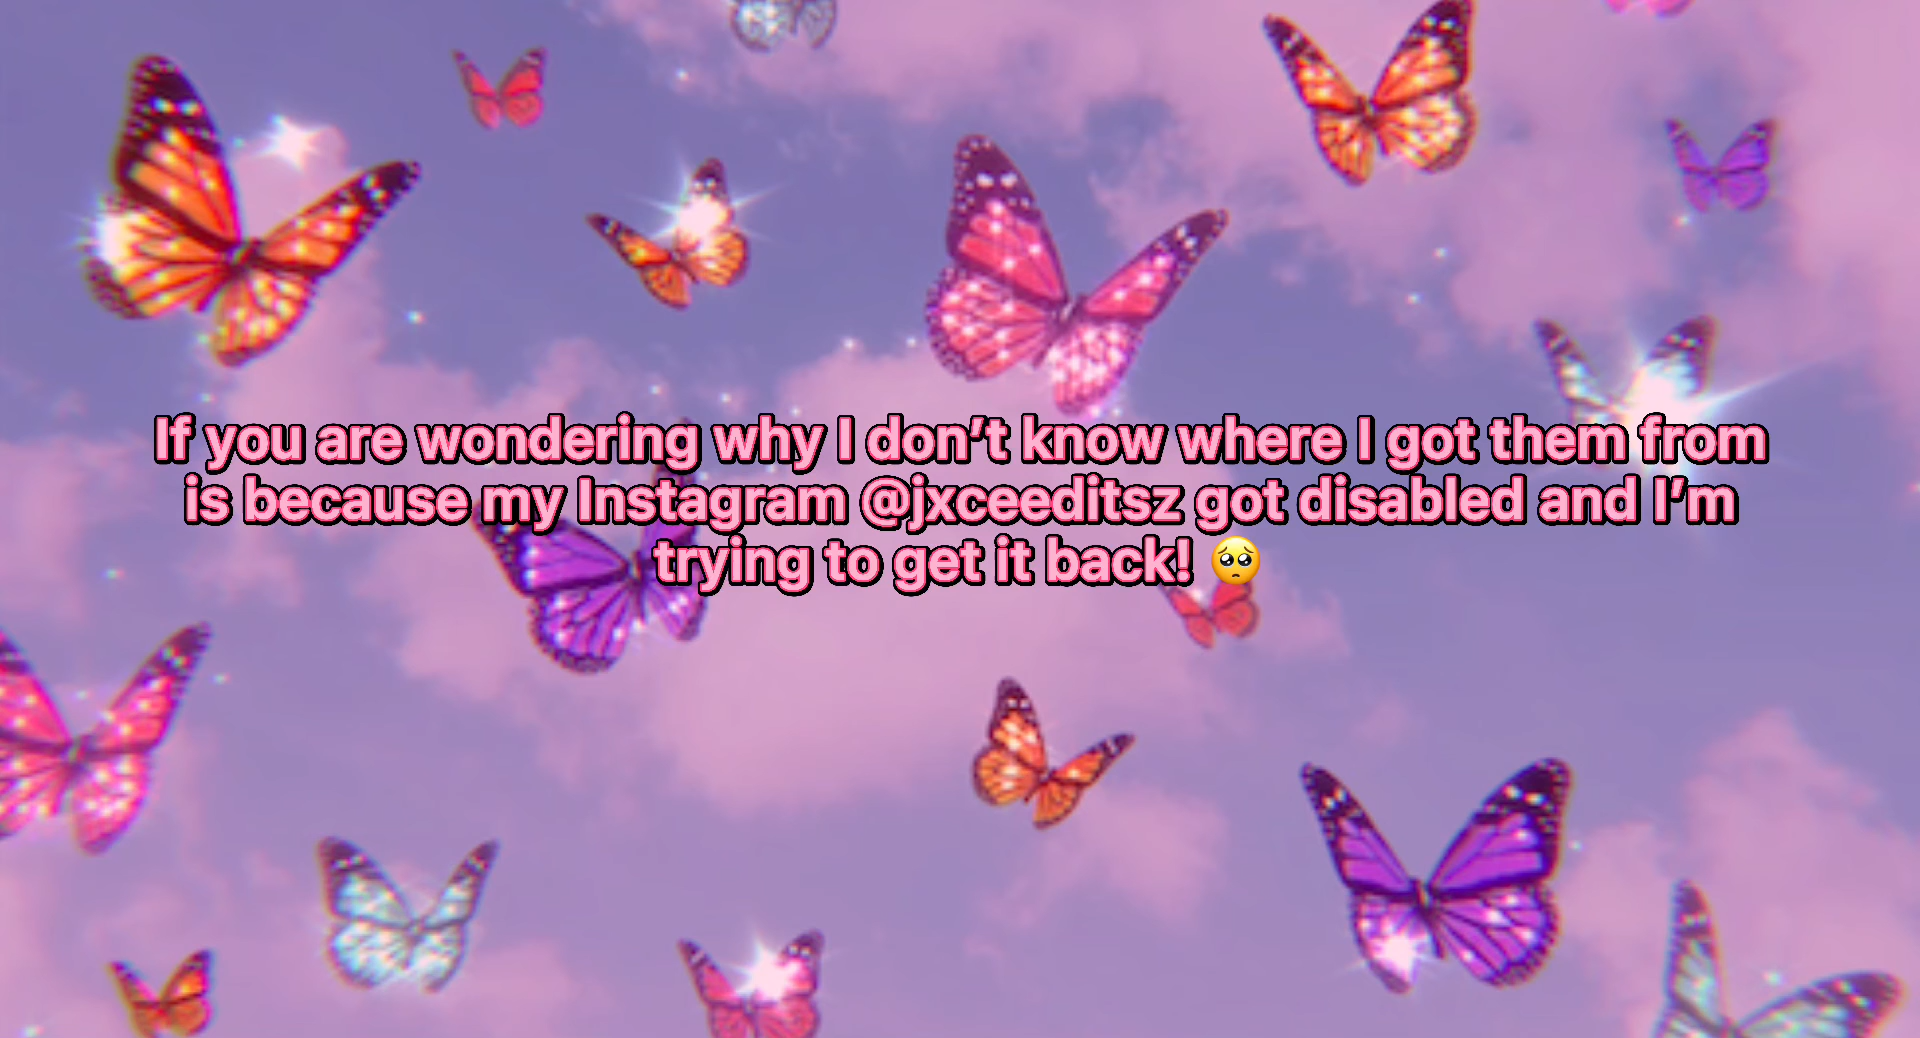 If you are wondering why I don’t know where I got them from
is because my Instagram @jxceeditsz got disabled and I’m
trying to get it back! 🥺